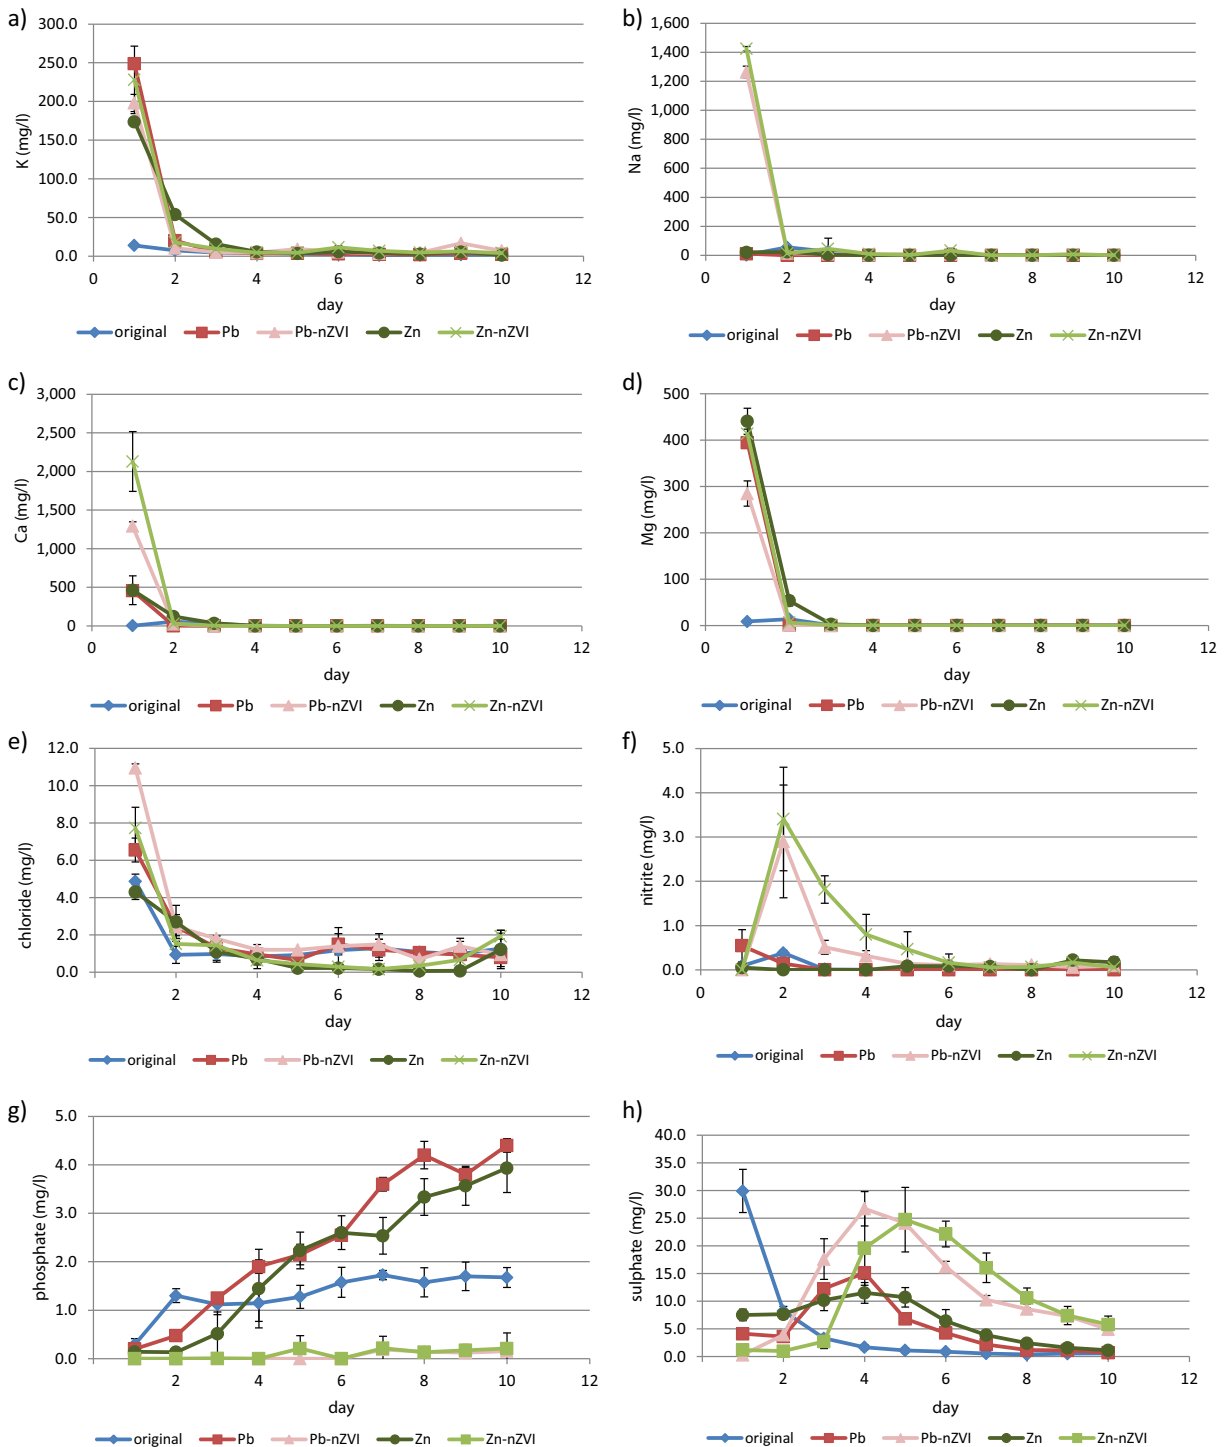 a)
K (mg/l)
300.0
250.0
200.0
150.0
100.0
50.0
0.0
0 2 4 6 8 10 12
day
original Pb Pb-nZVI Zn Zn-nZVI
b)
Na (mg/l)
1,600
1,400
1,200
1,000
800
600
400
200
0
0 2 4 6 8 10 12
day
original Pb Pb-nZVI Zn Zn-nZVI
c)
Ca (mg/l)
3,000
2,500
2,000
1,500
1,000
500
0
0 2 4 6 8 10 12
day
original Pb Pb-nZVI Zn Zn-nZVI
d)
Mg (mg/l)
500
400
300
200
100
0
0 2 4 6 8 10 12
day
original Pb Pb-nZVI Zn Zn-nZVI
e)
chloride (mg/l)
12.0
10.0
8.0
6.0
4.0
2.0
0.0
0 2 4 6 8 10 12
day
original Pb Pb-nZVI Zn Zn-nZVI
f)
nitrite (mg/l)
5.0
4.0
3.0
2.0
1.0
0.0
0 2 4 6 8 10 12
day
original Pb Pb-nZVI Zn Zn-nZVI
g)
phosphate (mg/l)
5.0
4.0
3.0
2.0
1.0
0.0
0 2 4 6 8 10 12
day
original Pb Pb-nZVI Zn Zn-nZVI
h)
sulphate (mg/l)
40.0
35.0
30.0
25.0
20.0
15.0
10.0
5.0
0.0
0 2 4 6 8 10 12
day
original Pb Pb-nZVI Zn Zn-nZVI